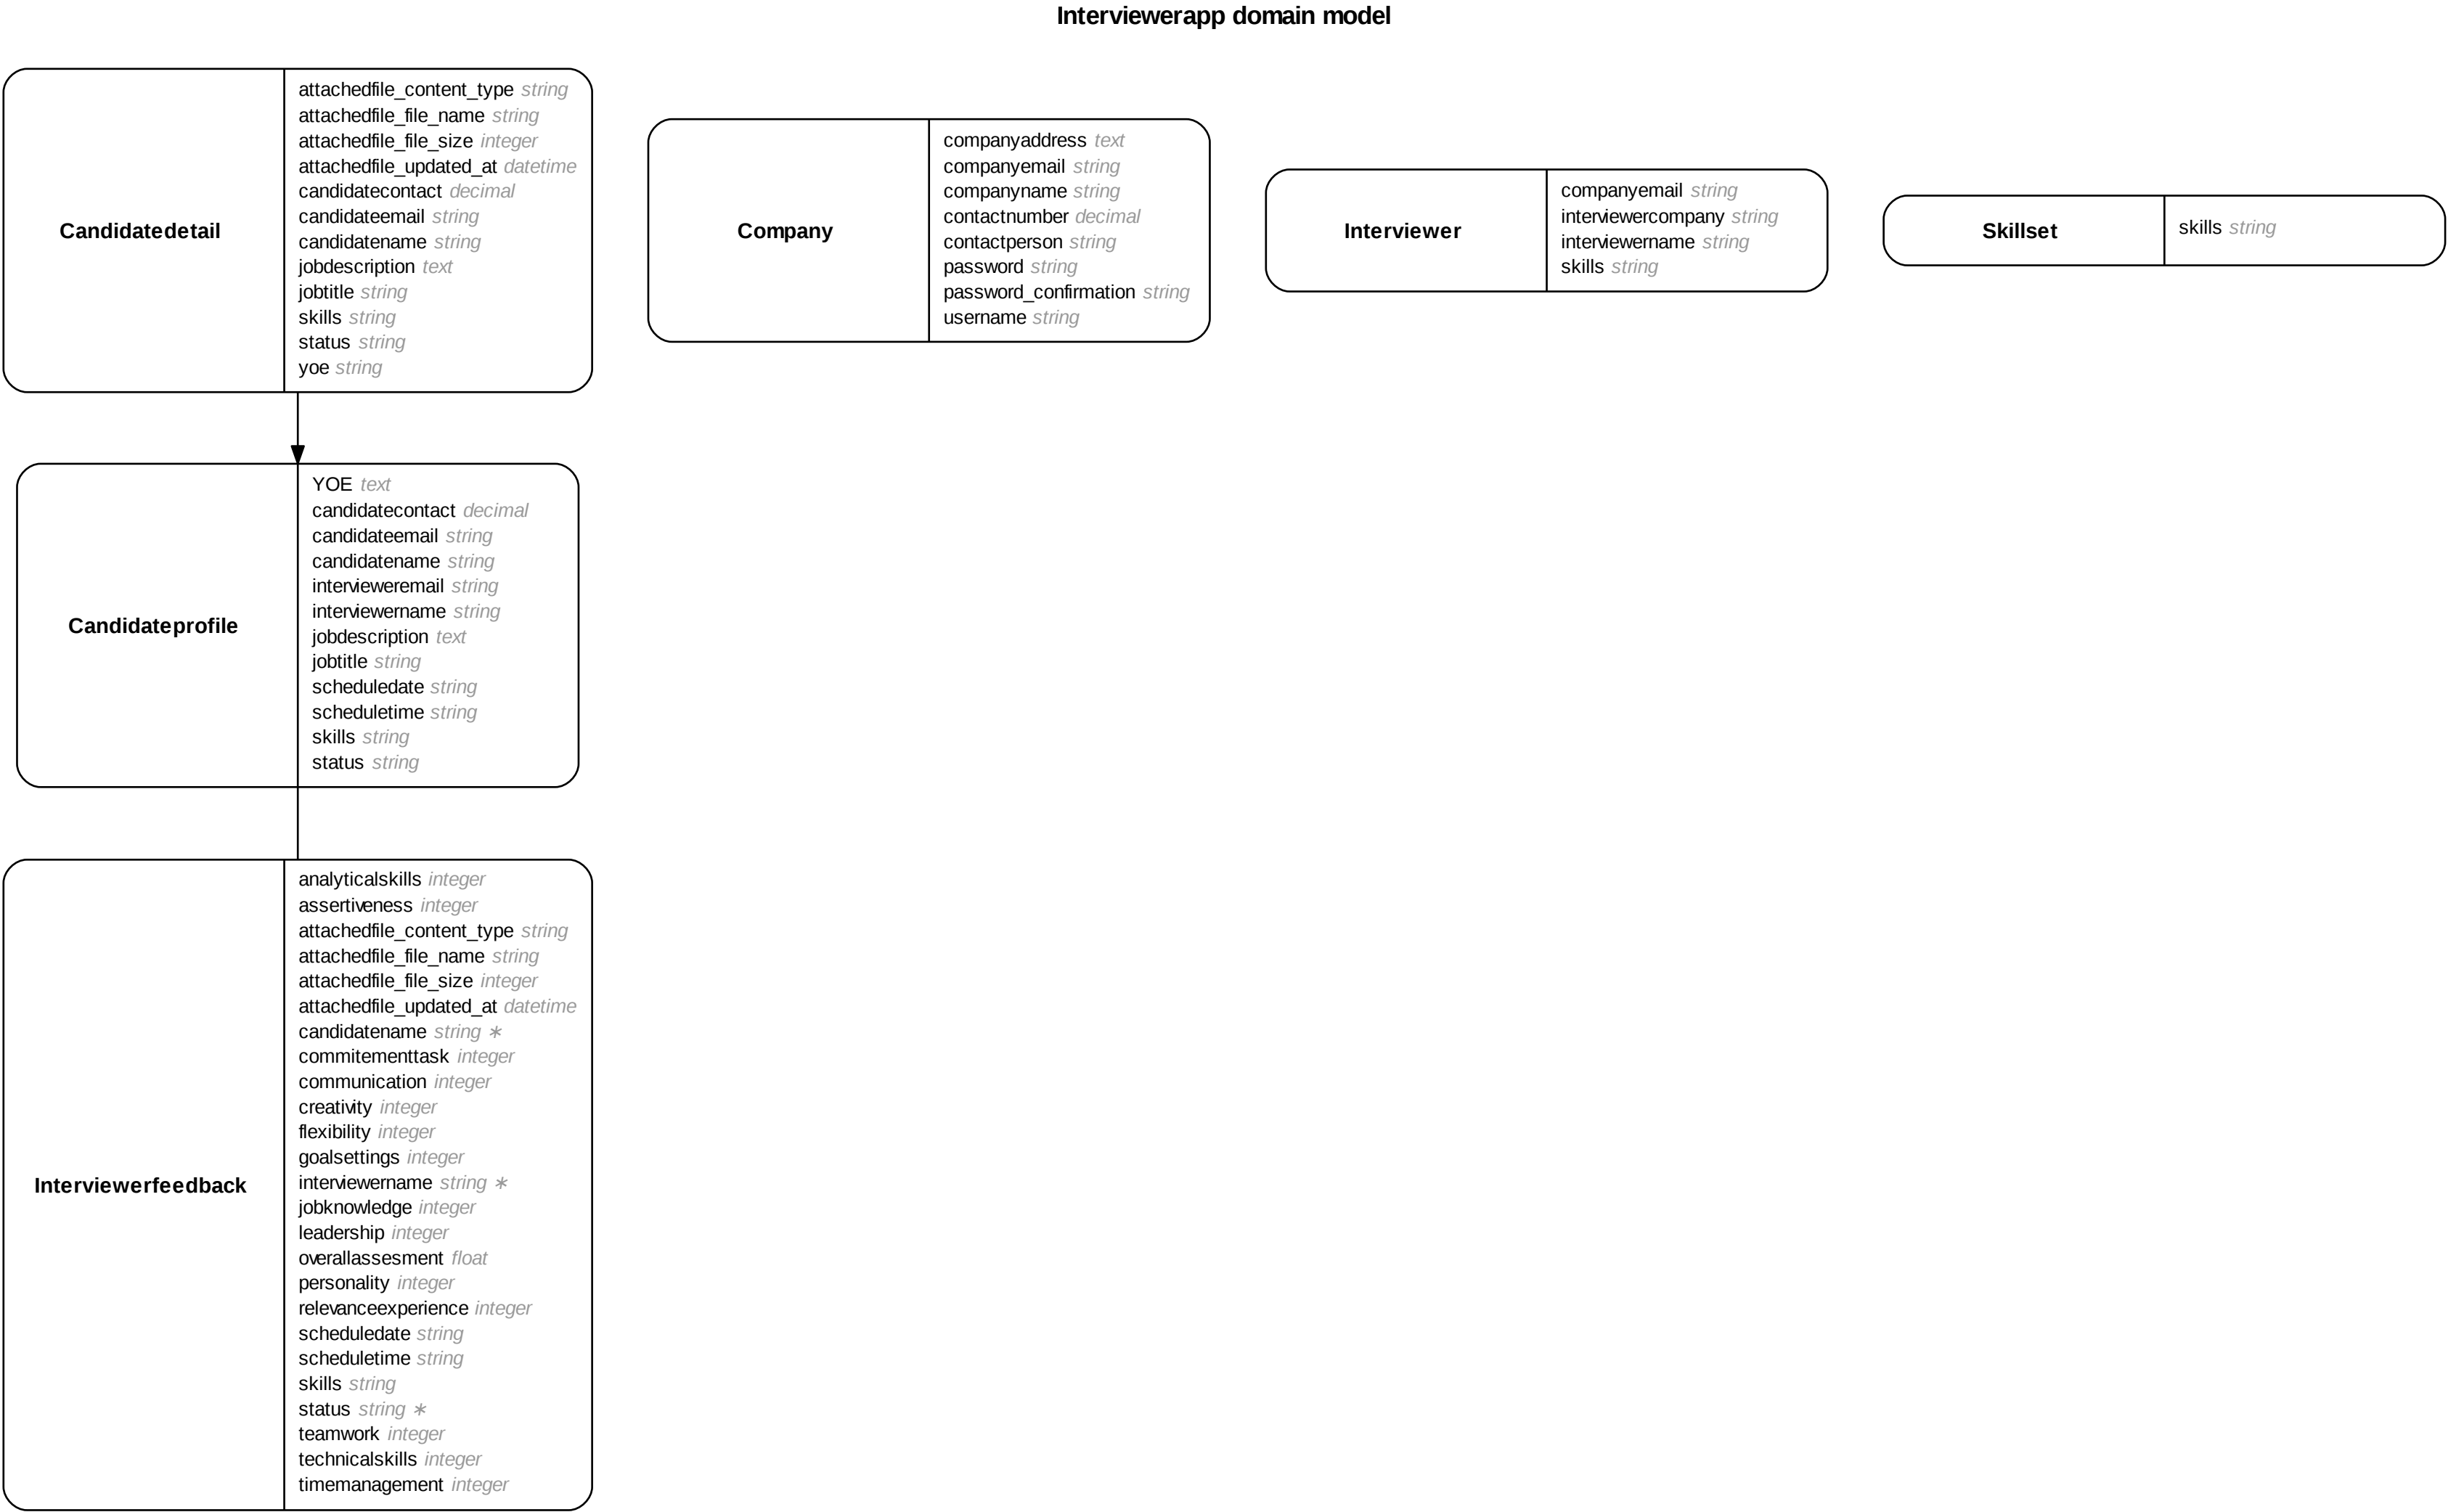 Interviewerapp domain model
Candidatedetail
attachedfile_content_type string
attachedfile_file_name string
attachedfile_file_size integer
attachedfile_updated_at datetime
candidatecontact decimal
candidateemail string
candidatename string
jobdescription text
jobtitle string
skills string
status string
yoe string
Company
companyaddress text
companyemail string
companyname string
contactnumber decimal
contactperson string
password string
password_confirmation string
username string
Interviewer
companyemail string
interviewercompany string
interviewername string
skills string
Skillset
skills string
Candidateprofile
YOE text
candidatecontact decimal
candidateemail string
candidatename string
intervieweremail string
interviewername string
jobdescription text
jobtitle string
scheduledate string
scheduletime string
skills string
status string
Interviewerfeedback
analyticalskills integer
assertiveness integer
attachedfile_content_type string
attachedfile_file_name string
attachedfile_file_size integer
attachedfile_updated_at datetime
candidatename string ∗
commitementtask integer
communication integer
creativity integer
flexibility integer
goalsettings integer
interviewername string ∗
jobknowledge integer
leadership integer
overallassesment float
personality integer
relevanceexperience integer
scheduledate string
scheduletime string
skills string
status string ∗
teamwork integer
technicalskills integer
timemanagement integer